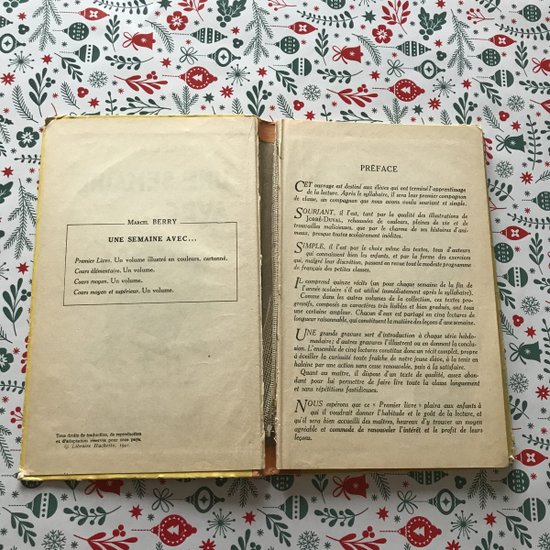 MARCEL BERRY
UNE SEMAINE AVEC...
Premier Livre. Un volume illustré en couleurs, cartonné.
Cours élémentaire. Un volume.
Cours moyen. Un volume.
Cours moyen et supérieur. Un volume.
Tous droits de traduction, de reproduction
et d'adaptation réservés pour tous pays.
© Librairie Hachette,
PRÉFACE
CET ouvrage est destiné aux élèves qui ont terminé l'apprentissage
de la lecture. Après le syllabaire, il sera leur premier compagnon
de classe, un compagnon que nous avons voulu souriant et simple.
SOURIANT, il l'est, tant par la qualité des illustrations de
JOBBÉ-DUVAL, charmantes de couleurs, pleines de vie et de
trouvailles malicieuses, que par le charme de ses histoires d'ani-
maux, presque toutes scolairement inédites.
SIMPLE, il l'est par le choix même des textes, tous d'auteurs
qui connaissent bien les enfants, et par la forme des exercices
qui, malgré leur discrétion, passent en revue tout le modeste programme
de français des petites classes.
IL comprend quinze récits (un pour chaque semaine de la fin de
l'année scolaire s'il est utilisé immédiatement après le syllabaire).
Comme dans les autres volumes de la collection, ces textes pro-
gressifs, composés en caractères très lisibles et bien gradués, ont tous
une certaine ampleur. Chacun d'eux est partagé en cinq lectures de
longueur raisonnable, qui constituent la matière des leçons d'une semaine.
UNE grande gravure sert d'introduction à chaque série hebdo-
madaire; d'autres gravures l'illustrent ou en donnent la conclu-
sion. L'ensemble de cinq lectures constitue donc un récit complet, propre
à éveiller la curiosité toute fraîche de notre jeune élève, à la tenir en
haleine par une action sans cesse renouvelée, puis à la satisfaire.
Quant au maître, il dispose d'un texte de qualité, assez abon-
dant pour lui permettre de faire lire toute la classe longuement et
sans répétitions fastidieuses.
NOUS espérons que ce « Premier livre » plaira aux enfants à
qui il voudrait donner l'habitude et le goût de la lecture, et
qu'il sera bien accueilli des maîtres, heureux d'y trouver un moyen
agréable et commode de renouveler l'intérêt et le profit de leurs
leçons.